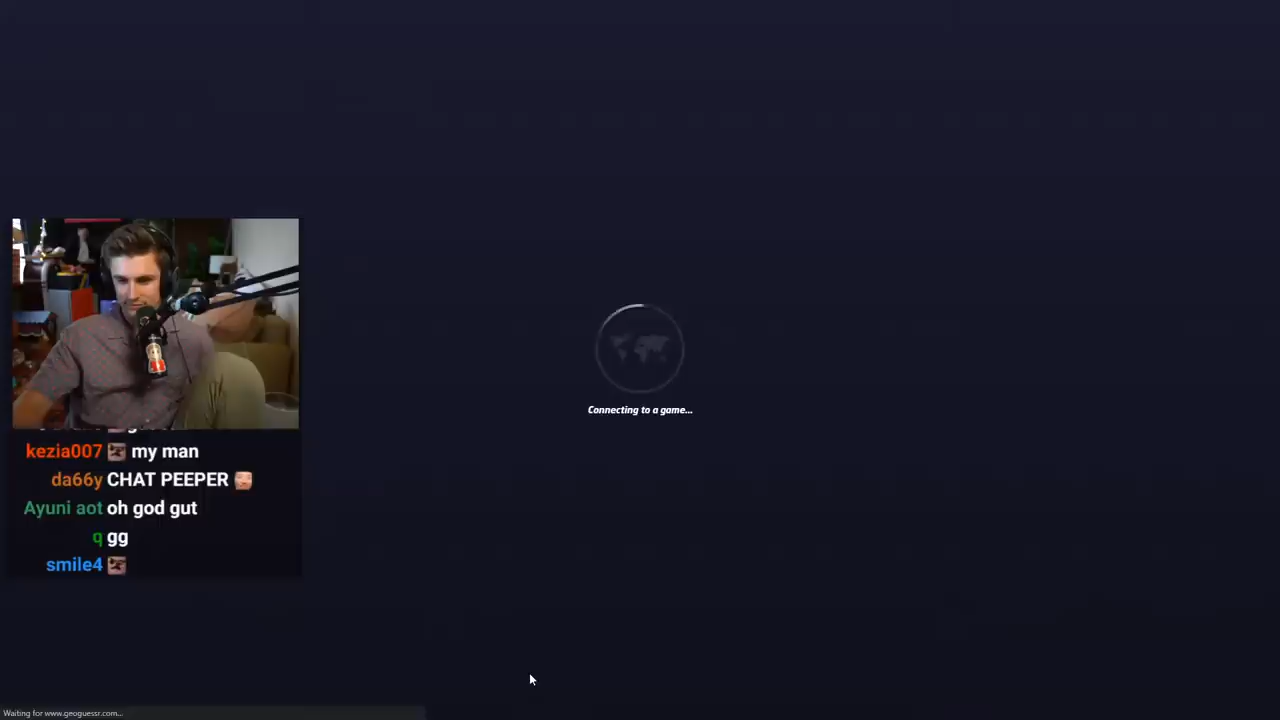 Connecting to a game...
kezia007 my man
da66y CHAT PEEPER
Ayuni aot oh god gut
q gg
smile4
Waiting for www.geoguessr.com...